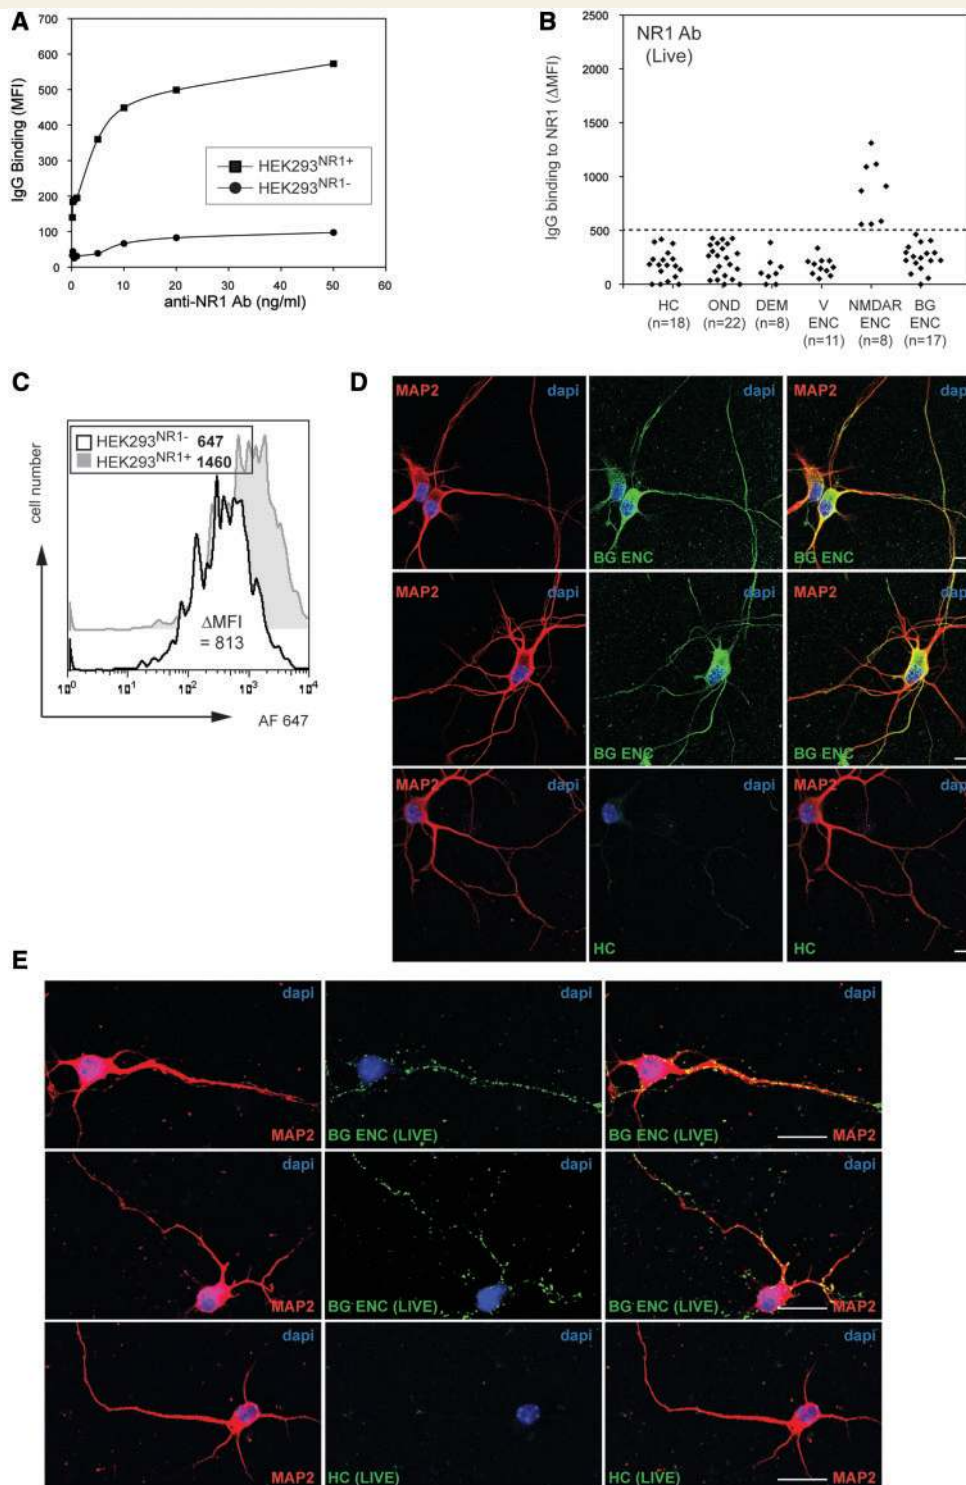 A
700
600
500
400
300
200
100
0
IgG Binding (MFI)
HEK293NR1+
HEK293NR1-
0 10 20 30 40 50 60
anti-NR1 Ab (ng/ml)
B
2500
2000
1500
1000
500
0
IgG binding to NR1 (ΔMFI)
NR1 Ab
(Live)
HC
(n=18)
OND
(n=22)
DEM
(n=8)
V
ENC
(n=11)
NMDAR
ENC
(n=8)
BG
ENC
(n=17)
C
HEK293NR1- 647
HEK293NR1+ 1460
cell number
ΔMFI
= 813
10⁰ 10¹ 10² 10³ 10⁴
AF 647
D
MAP2 dapi
dapi
BG ENC
MAP2 dapi
BG ENC
MAP2 dapi
dapi
BG ENC
MAP2 dapi
BG ENC
MAP2 dapi
dapi
HC
MAP2 dapi
HC
E
dapi
MAP2
dapi
BG ENC (LIVE)
dapi
BG ENC (LIVE) MAP2
dapi
MAP2
dapi
BG ENC (LIVE)
dapi
BG ENC (LIVE) MAP2
dapi
MAP2
dapi
HC (LIVE)
dapi
HC (LIVE) MAP2